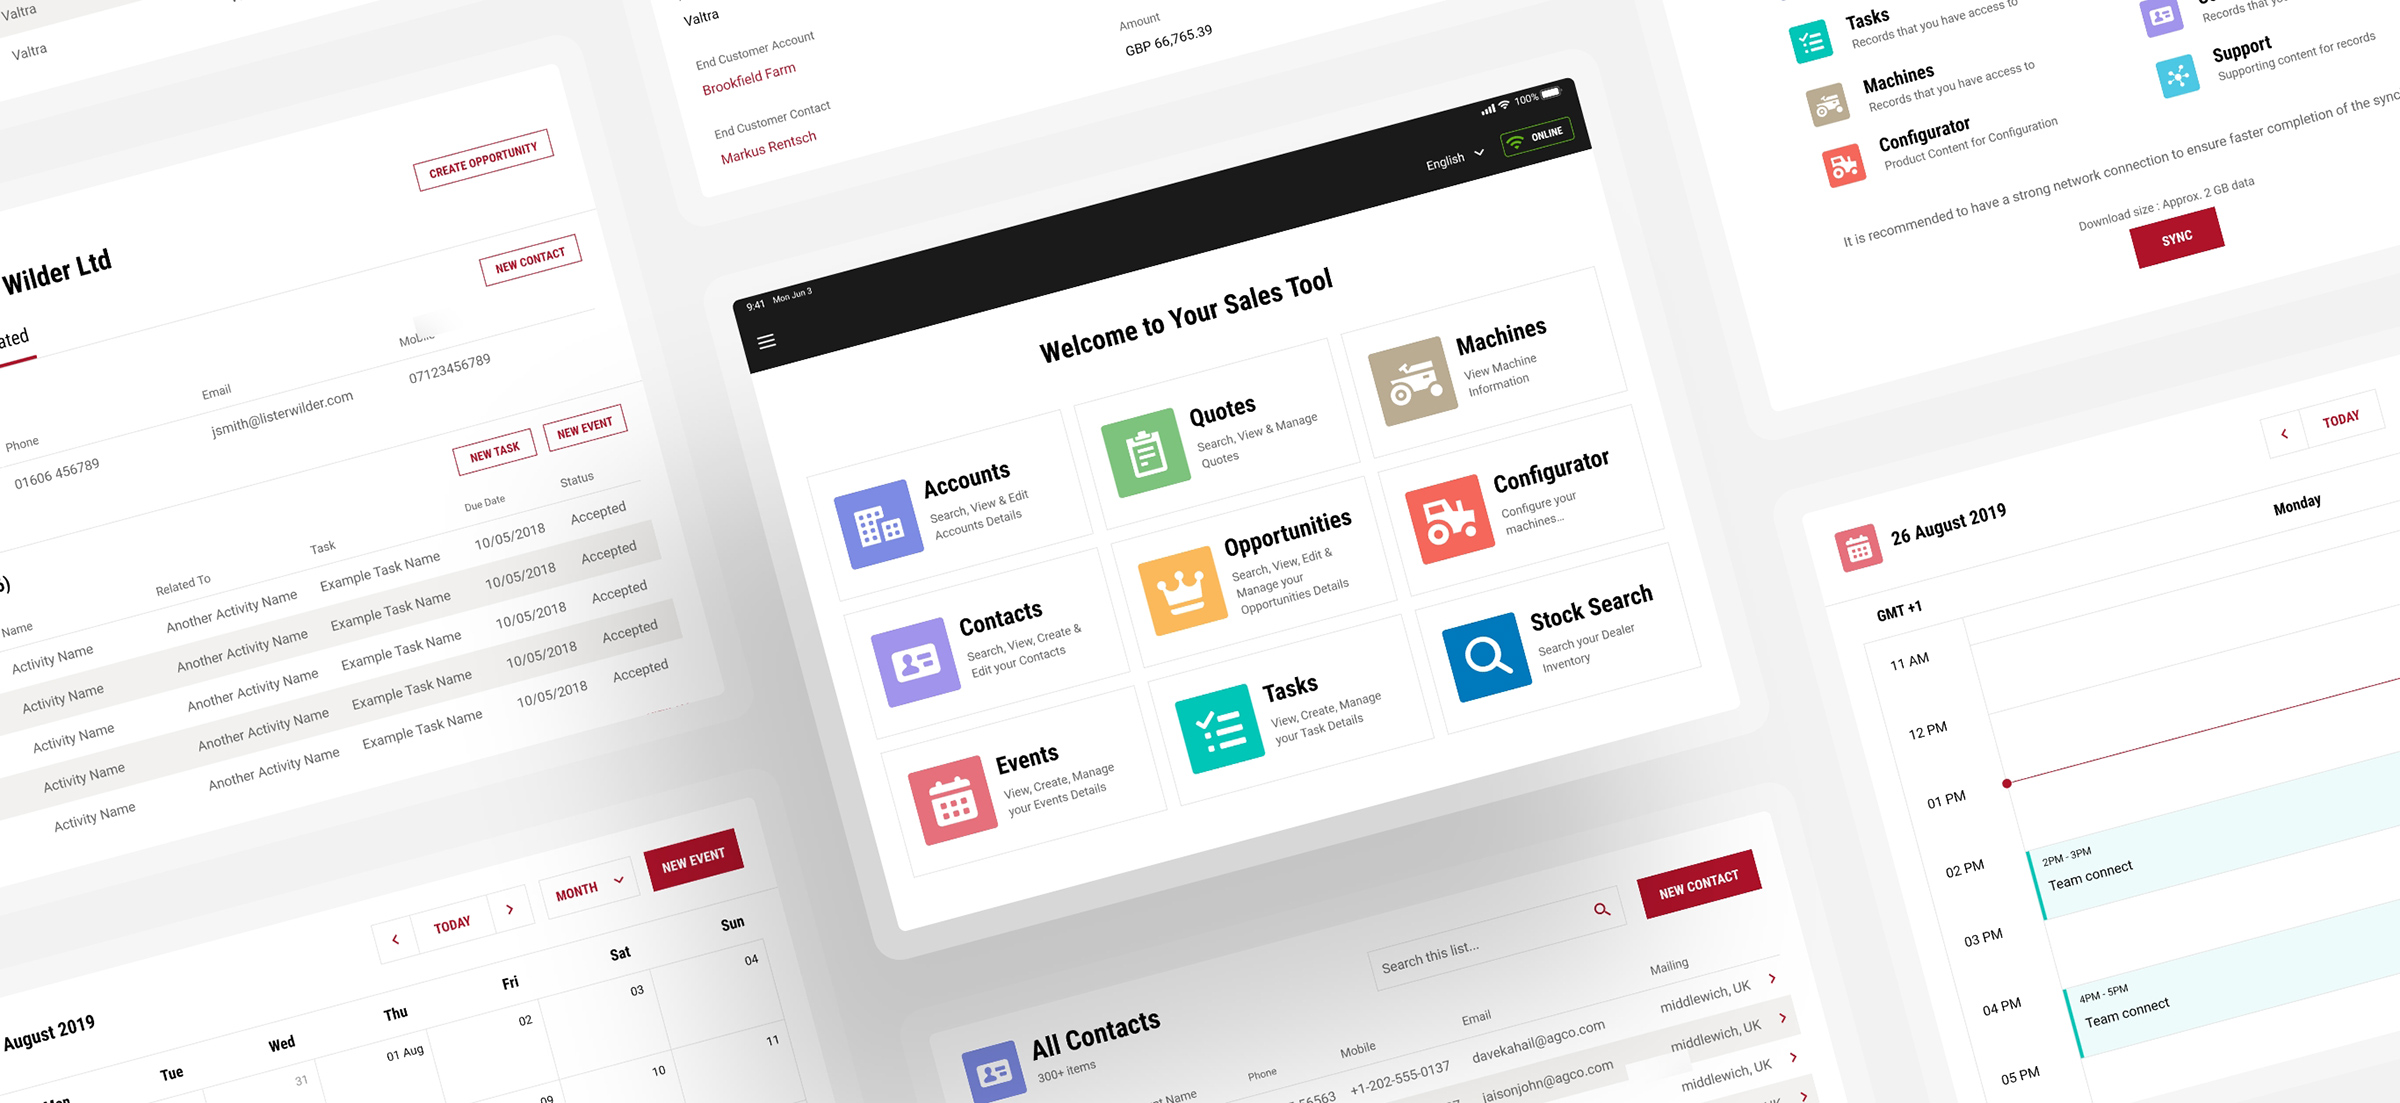 Valtra
Valtra
CREATE OPPORTUNITY
Wilder Ltd
NEW CONTACT
ated
Email
Phone
jsmith@listerwilder.com
07123456789
01606 456789
NEW TASK
NEW EVENT
Name
Related To
Task
Due Date
Status
Activity Name
Another Activity Name
Example Task Name
10/05/2018
Accepted
Activity Name
Another Activity Name
Example Task Name
10/05/2018
Accepted
Activity Name
Another Activity Name
Example Task Name
10/05/2018
Accepted
Activity Name
Another Activity Name
Example Task Name
10/05/2018
Accepted
Activity Name
Another Activity Name
Example Task Name
10/05/2018
Accepted
TODAY
MONTH
NEW EVENT
August 2019
Tue
Wed
Thu
Fri
Sat
Sun
31
01 Aug
02
03
04
09
10
11
Valtra
End Customer Account
Brookfield Farm
End Customer Contact
Markus Rentsch
Amount
GBP 66,765.39
9:41 Mon Jun 3
100%
English
ONLINE
Welcome to Your Sales Tool
Accounts
Search, View & Edit
Accounts Details
Quotes
Search, View & Manage
Quotes
Machines
View Machine
Information
Contacts
Search, View, Create &
Edit your Contacts
Opportunities
Search, View, Edit &
Manage your
Opportunities Details
Configurator
Configure your
machines...
Events
View, Create, Manage
your Events Details
Tasks
View, Create, Manage
your Task Details
Stock Search
Search your Dealer
Inventory
All Contacts
300+ items
Search this list...
NEW CONTACT
Name
Phone
Mobile
Email
Mailing
56563
+1-202-555-0137
davekahail@agco.com
middlewich, UK
jaisonjohn@agco.com
middlewich, UK
middlewich, UK
Tasks
Records that you have access to
Machines
Records that you have access to
Configurator
Product Content for Configuration
Records that
Support
Supporting content for records
It is recommended to have a strong network connection to ensure faster completion of the sync
Download size : Approx. 2 GB data
SYNC
TODAY
26 August 2019
Monday
GMT +1
11 AM
12 PM
01 PM
02 PM
03 PM
04 PM
05 PM
2PM - 3PM
Team connect
4PM - 5PM
Team connect